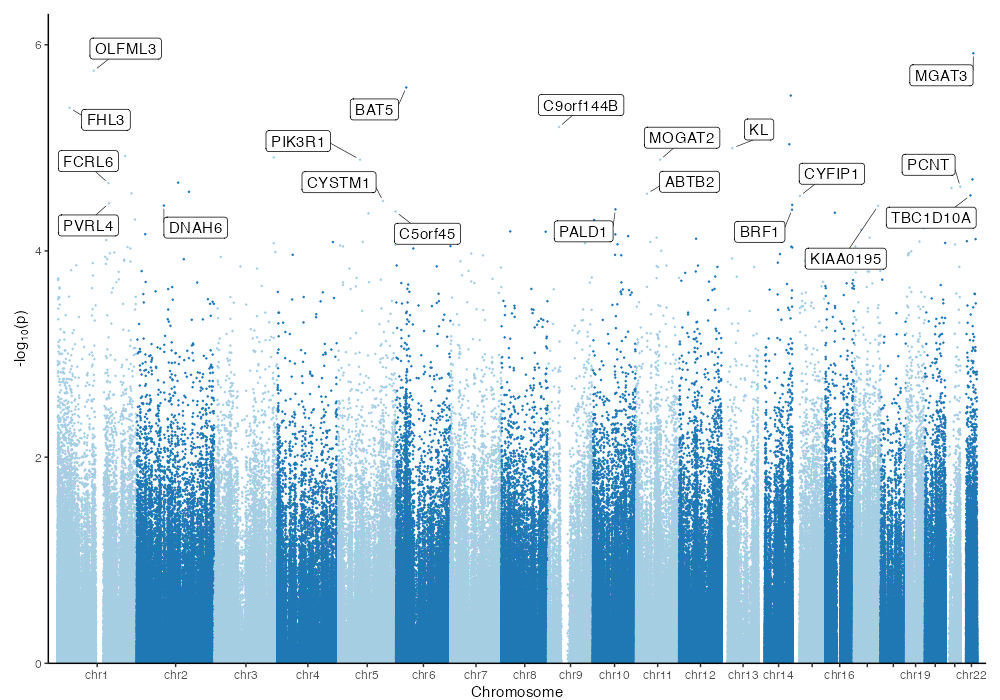 6
OLFML3
MGAT3
BAT5
C9orf144B
FHL3
KL
PIK3R1
MOGAT2
FCRL6
PCNT
CYFIP1
CYSTM1
ABTB2
PVRL4
DNAH6
C5orf45
PALD1
BRF1
TBC1D10A
4
KIAA0195
-log10(p)
2
0
chr1 chr2 chr3 chr4 chr5 chr6 chr7 chr8 chr9 chr10 chr11 chr12 chr13 chr14 chr16 chr19 chr22
Chromosome